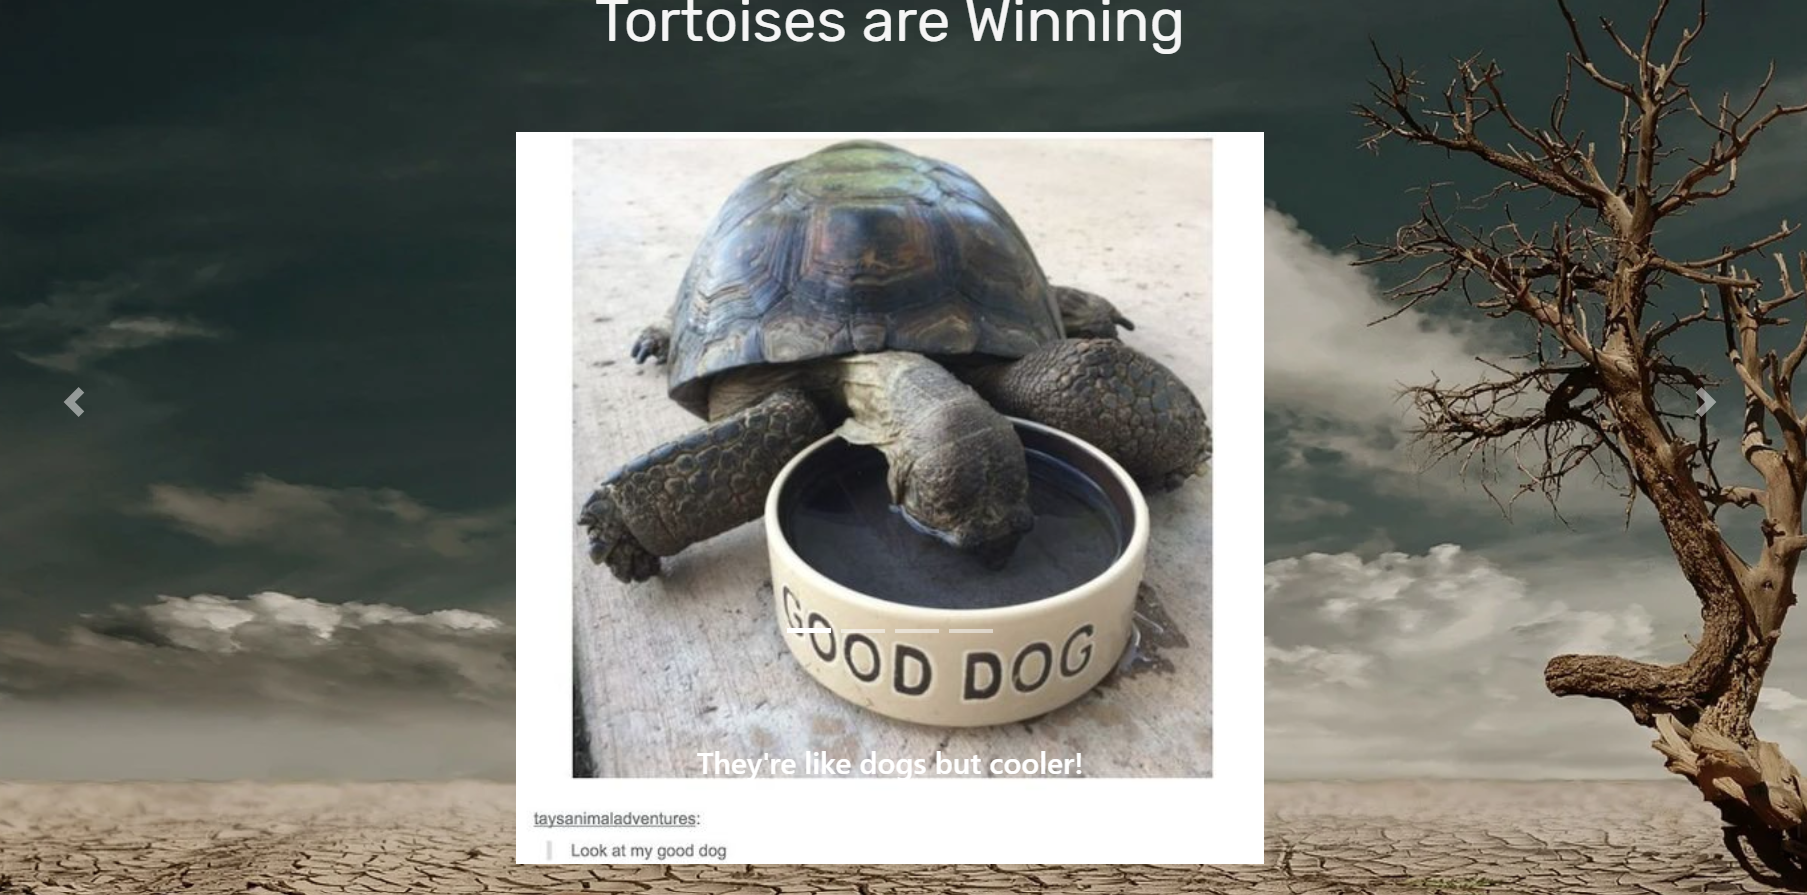 Tortoises are Winning
GOOD DOG
They're like dogs but cooler!
taysanimaladventures:
Look at my good dog